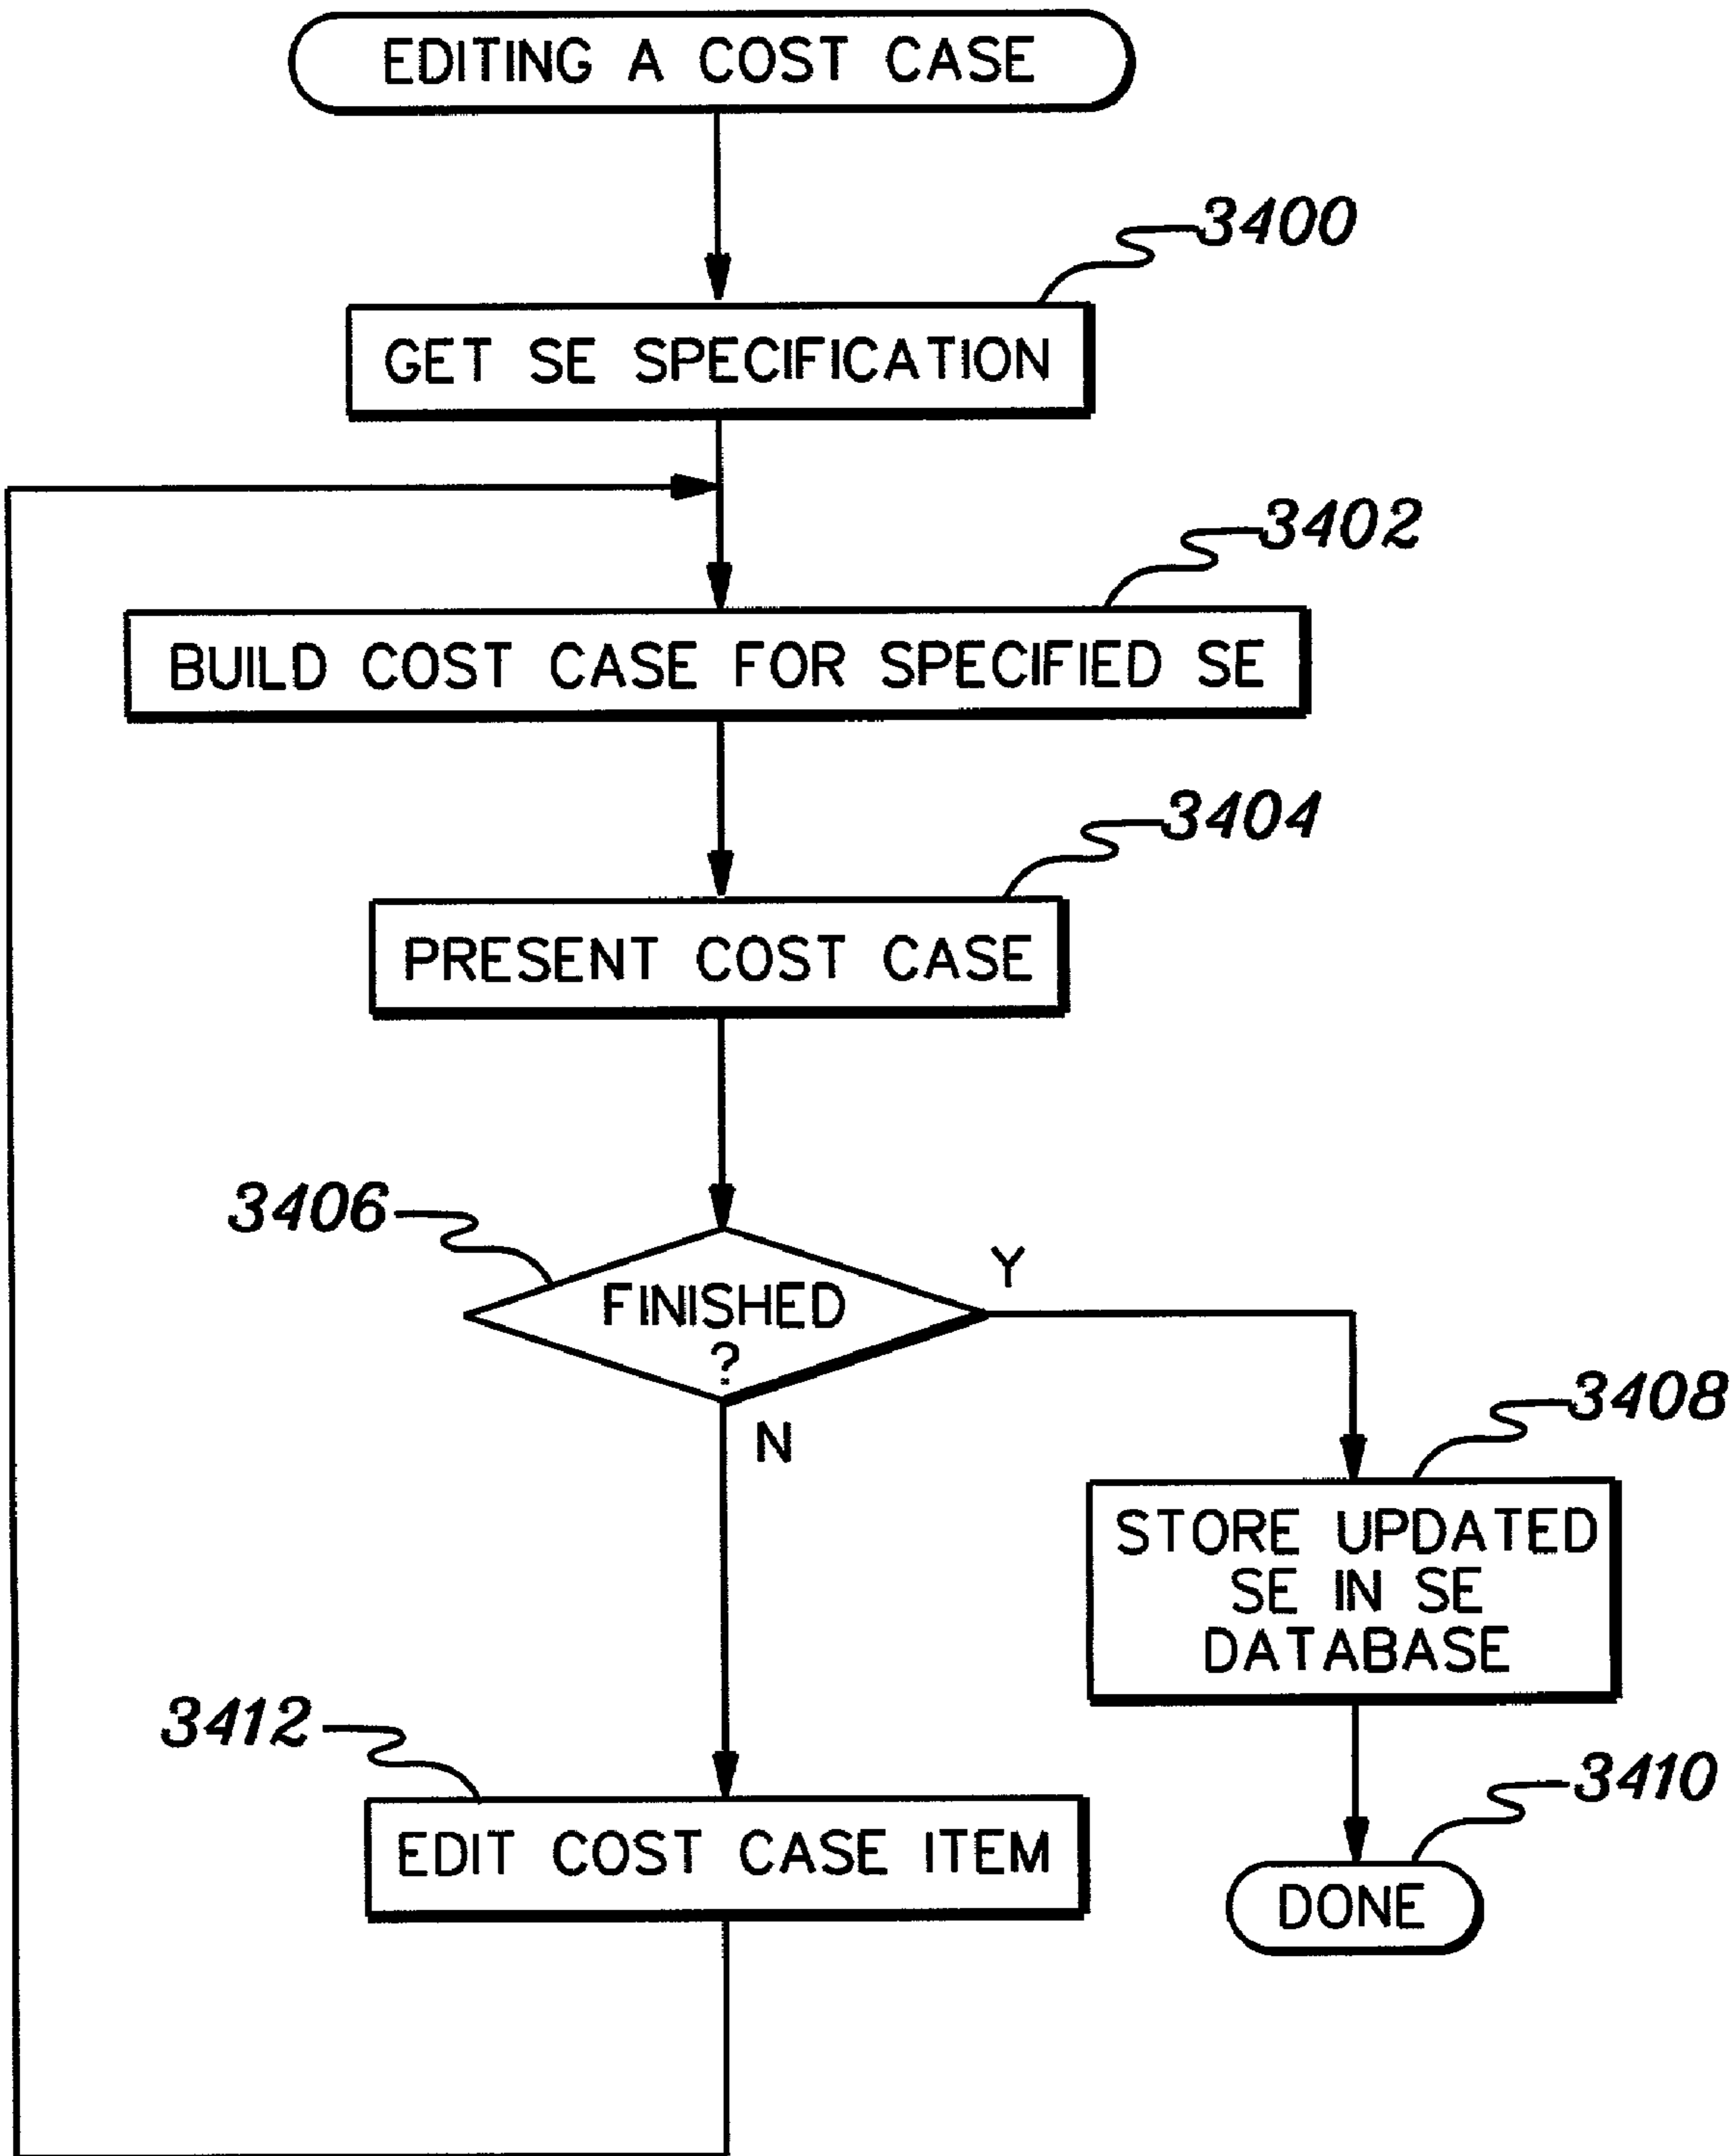 EDITING A COST CASE
3400
GET SE SPECIFICATION
3402
BUILD COST CASE FOR SPECIFIED SE
3404
PRESENT COST CASE
3406
Y
FINISHED
?
N
3408
STORE UPDATED
SE IN SE
DATABASE
3412
EDIT COST CASE ITEM
3410
DONE